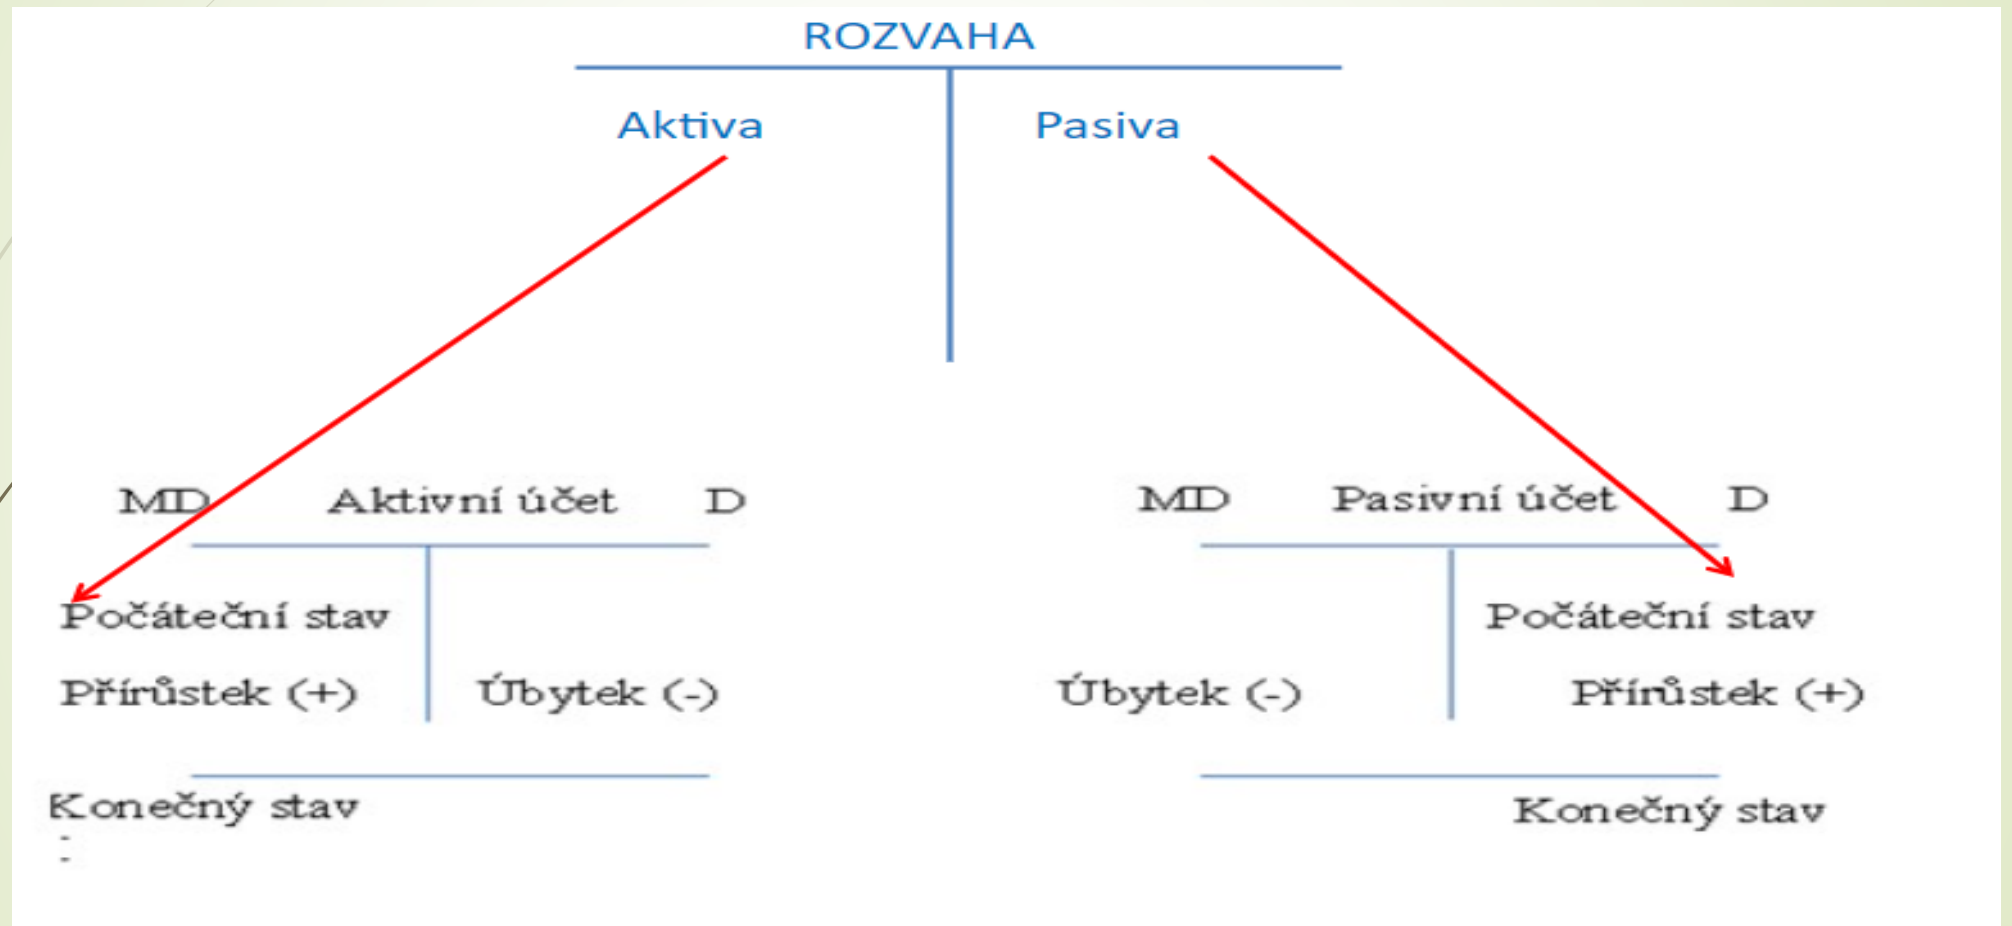 ROZVAHA
Aktiva Pasiva
MD Aktivní účet D
Počáteční stav
Přírůstek (+) Úbytek (-)
Konečný stav
MD Pasivní účet D
Počáteční stav
Úbytek (-) Přírůstek (+)
Konečný stav